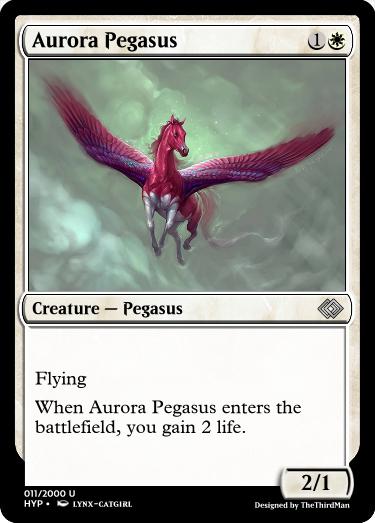 Aurora Pegasus 1
Creature — Pegasus
Flying
When Aurora Pegasus enters the
battlefield, you gain 2 life.
2/1
011/2000 U
HYP • LYNX-CATGIRL
Designed by TheThirdMan